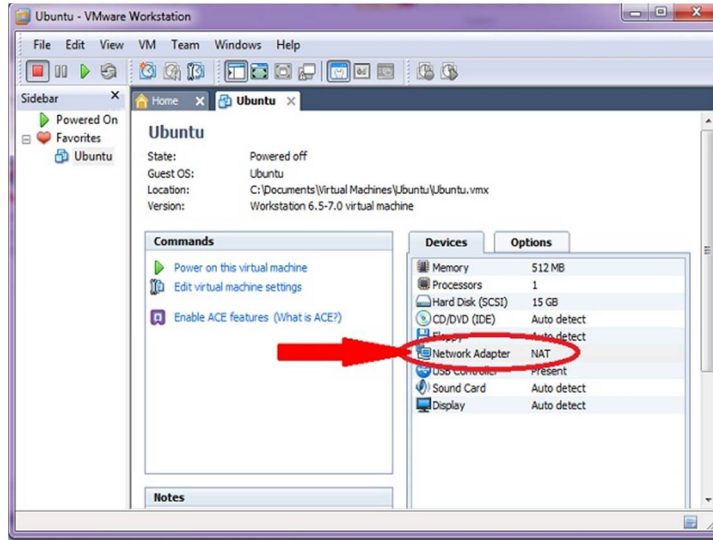 Ubuntu - VMware Workstation
File Edit View VM Team Windows Help
Sidebar X
Home X Ubuntu X
Powered On
Favorites
Ubuntu
Ubuntu
State: Powered off
Guest OS: Ubuntu
Location: C:\Documents\Virtual Machines\Ubuntu\Ubuntu.vmx
Version: Workstation 6.5-7.0 virtual machine
Commands
Power on this virtual machine
Edit virtual machine settings
Enable ACE features (What is ACE?)
Devices Options
Memory 512 MB
Processors 1
Hard Disk (SCSI) 15 GB
CD/DVD (IDE) Auto detect
Floppy Auto detect
Network Adapter NAT
USB Controller Present
Sound Card Auto detect
Display Auto detect
Notes